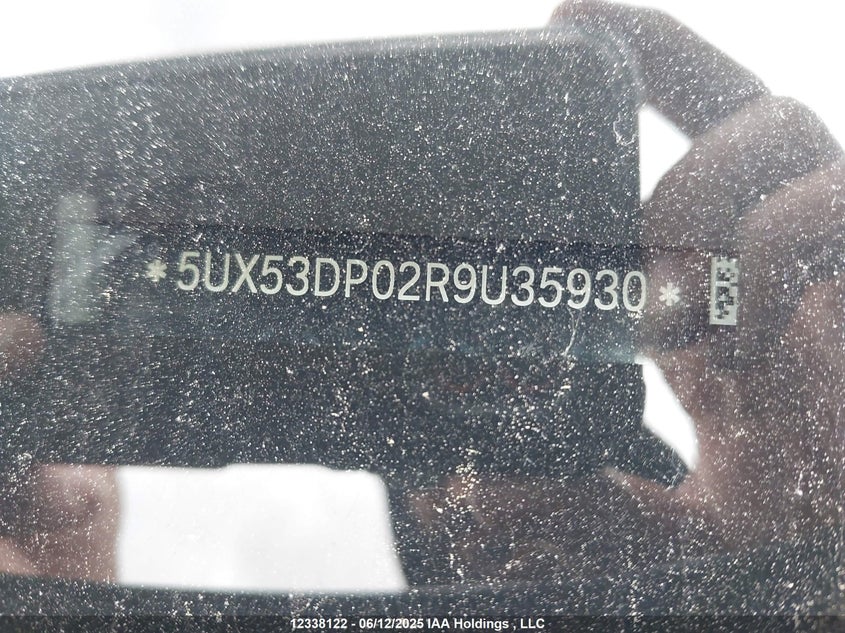 *5UX53DP02R9U35930*
12338122 - 06/12/2025 IAA Holdings , LLC